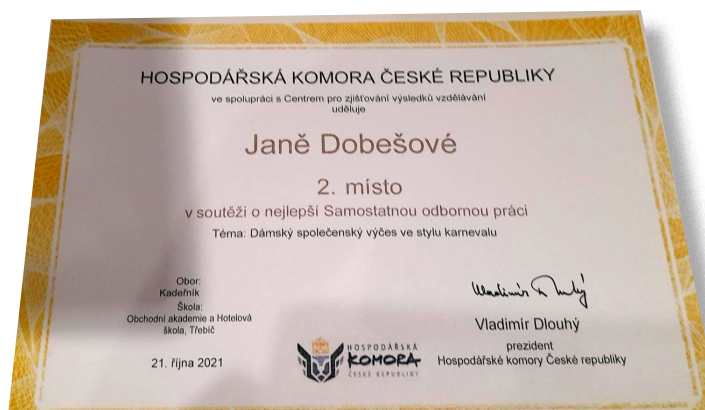 HOSPODÁŘSKÁ KOMORA ČESKÉ REPUBLIKY
ve spolupráci s Centrem pro zjišťování výsledků vzdělávání
uděluje
Janě Dobešové
2. místo
v soutěži o nejlepší Samostatnou odbornou práci
Téma: Dámský společenský výčes ve stylu karnevalu
Obor:
Kadeřník
Škola:
Obchodní akademie a Hotelová
škola, Třebíč
21. října 2021
HOSPODÁŘSKÁ
KOMORA
ČESKÉ REPUBLIKY
Vladimír Dlouhý
Vladimír Dlouhý
prezident
Hospodářské komory České republiky